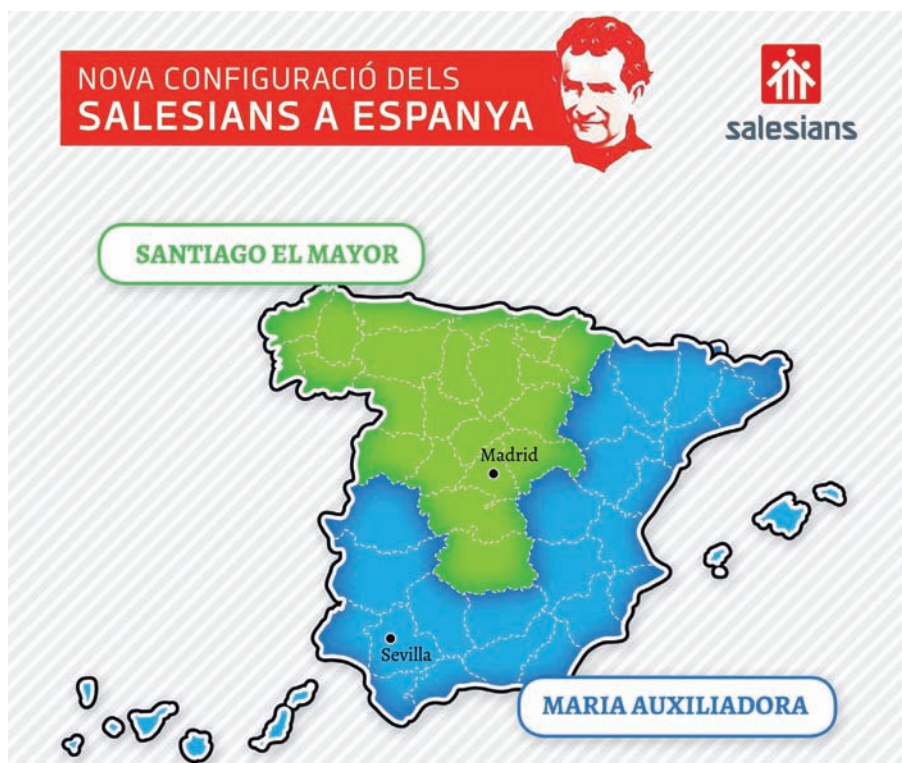 NOVA CONFIGURACIÓ DELS
SALESIANS A ESPANYA
salesians
SANTIAGO EL MAYOR
Madrid
Sevilla
MARIA AUXILIADORA